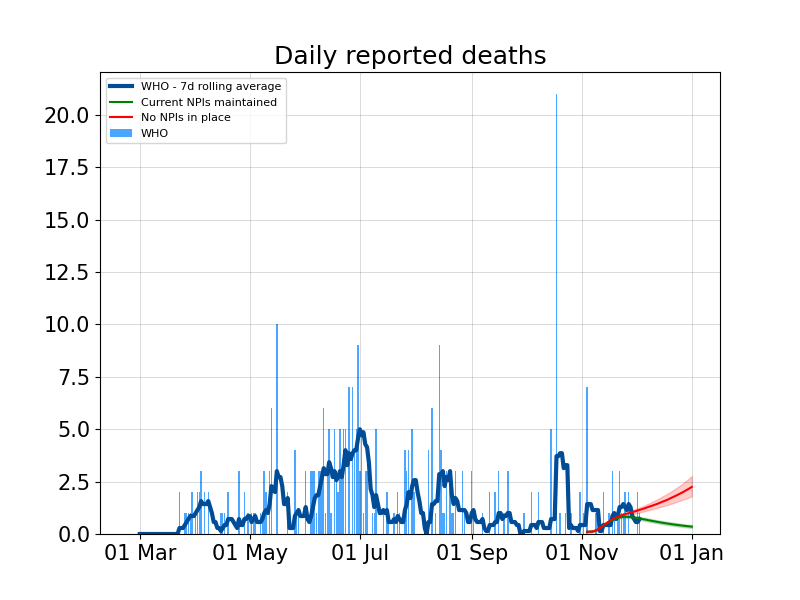 Daily reported deaths
WHO - 7d rolling average
Current NPIs maintained
No NPIs in place
WHO
20.0
17.5
15.0
12.5
10.0
7.5
5.0
2.5
0.0
01 Mar 01 May 01 Jul 01 Sep 01 Nov 01 Jan